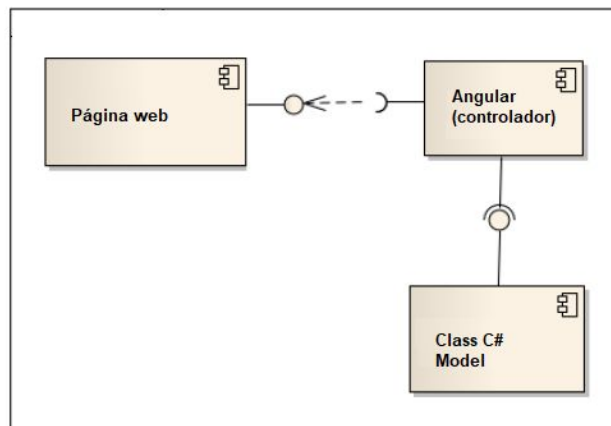 Página web
Angular
(controlador)
Class C#
Model